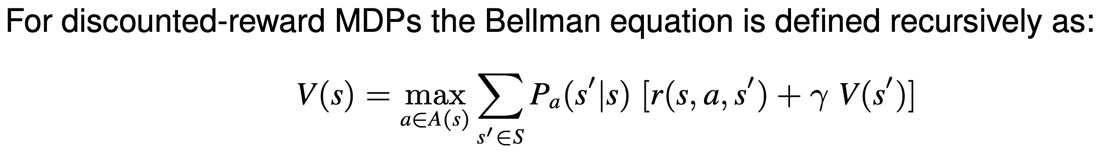 For discounted-reward MDPs the Bellman equation is defined recursively as:
V(s) = max_{a∈A(s)} ∑_{s′∈S} P_a(s′|s) [r(s, a, s′) + γ V(s′)]